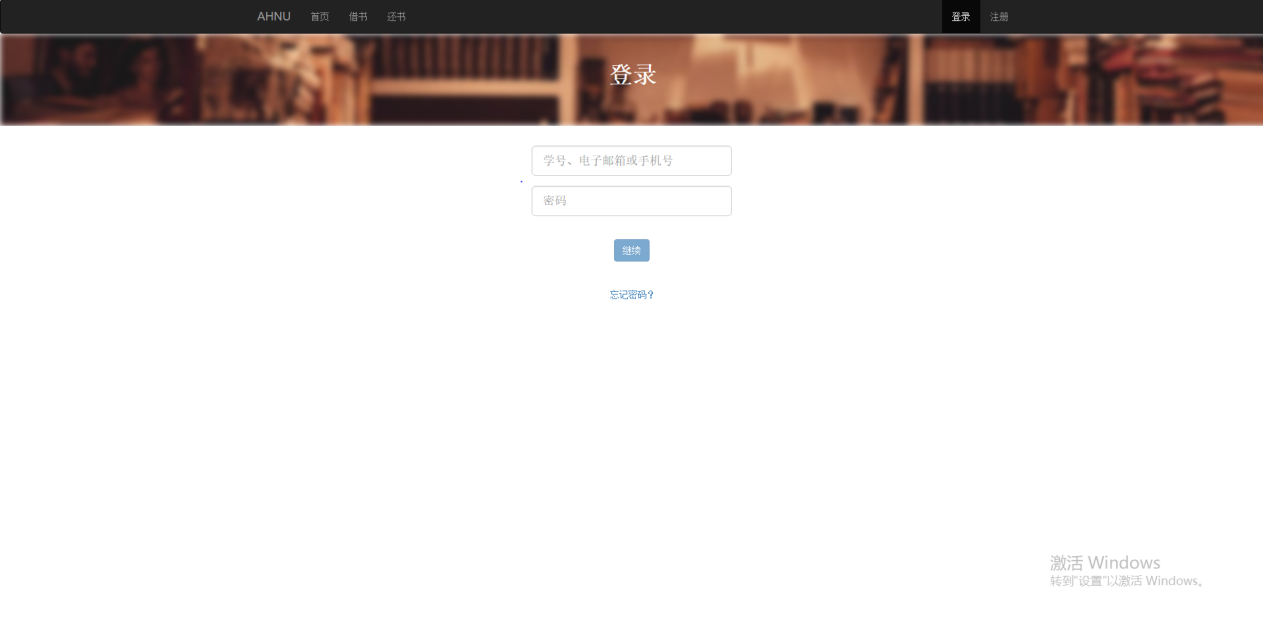 AHNU 首页 借书 还书 登录 注册
登录
学号、电子邮箱或手机号
密码
继续
忘记密码？
激活 Windows
转到"设置"以激活 Windows。